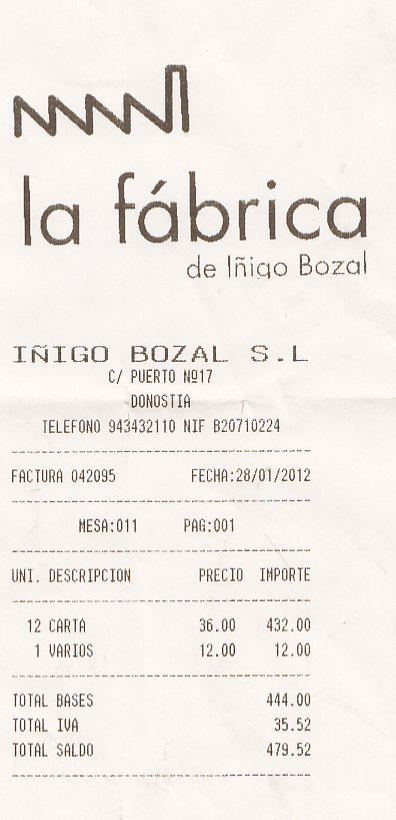 la fábrica
de Iñigo Bozal
IÑIGO BOZAL S.L
C/ PUERTO Nº17
DONOSTIA
TELEFONO 943432110 NIF B20710224
FACTURA 042095 FECHA:28/01/2012
MESA:011 PAG:001
UNI. DESCRIPCION PRECIO IMPORTE
12 CARTA 36.00 432.00
1 VARIOS 12.00 12.00
TOTAL BASES 444.00
TOTAL IVA 35.52
TOTAL SALDO 479.52